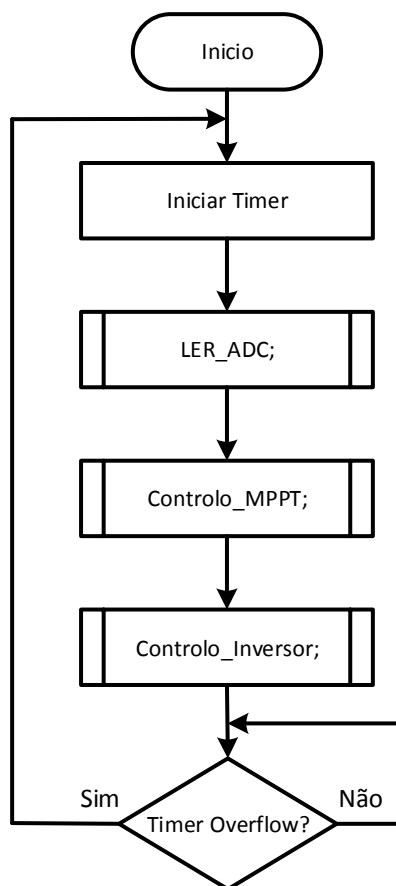 Inicio
Iniciar Timer
LER_ADC;
Controlo_MPPT;
Controlo_Inversor;
Sim
Não
Timer Overflow?